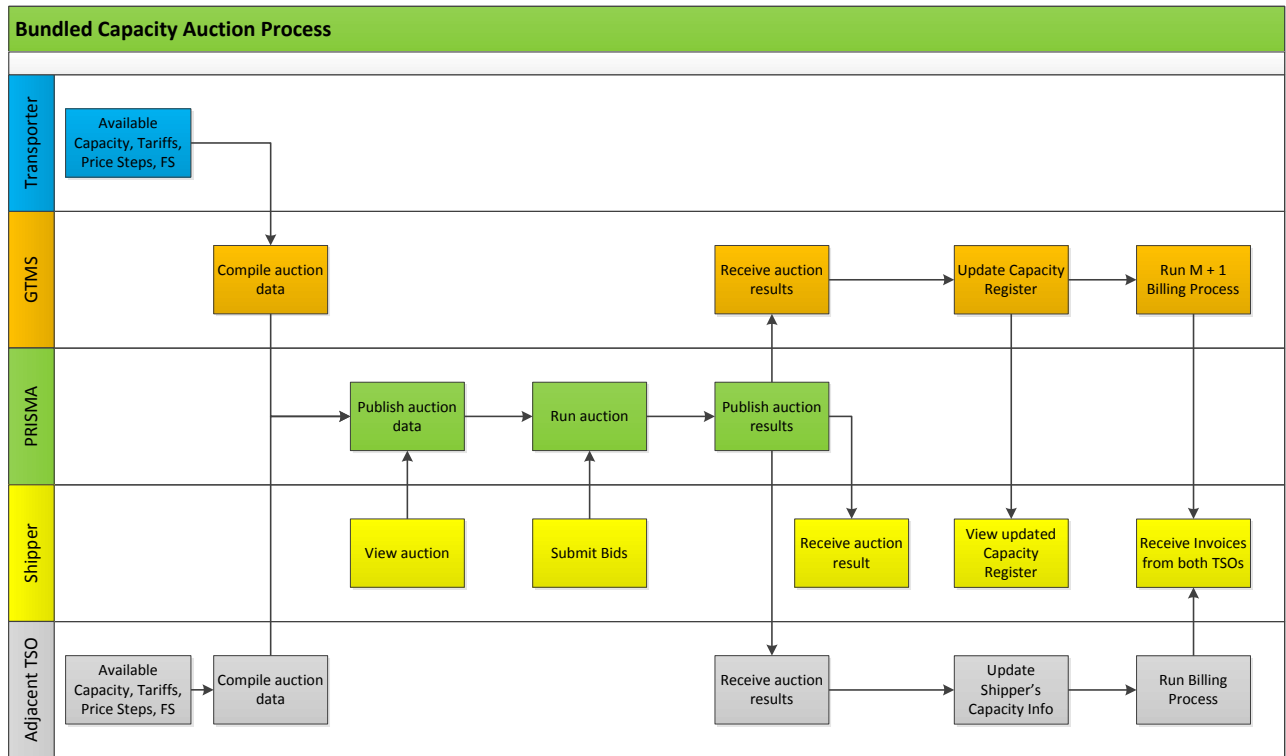 Bundled Capacity Auction Process
Transporter
Available
Capacity, Tariffs,
Price Steps, FS
GTMS
Compile auction
data
Receive auction
results
Update Capacity
Register
Run M + 1
Billing Process
PRISMA
Publish auction
data
Run auction
Publish auction
results
Shipper
View auction
Submit Bids
Receive auction
result
View updated
Capacity
Register
Receive Invoices
from both TSOs
Adjacent TSO
Available
Capacity, Tariffs,
Price Steps, FS
Compile auction
data
Receive auction
results
Update
Shipper’s
Capacity Info
Run Billing
Process